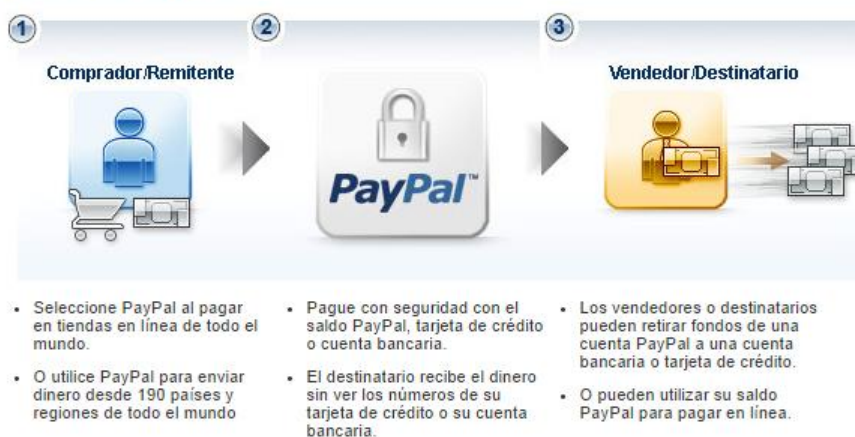 1
2
3
Comprador/Remitente
Vendedor/Destinatario
PayPal™
• Seleccione PayPal al pagar
en tiendas en línea de todo el
mundo.
• O utilice PayPal para enviar
dinero desde 190 países y
regiones de todo el mundo
• Pague con seguridad con el
saldo PayPal, tarjeta de crédito
o cuenta bancaria.
• El destinatario recibe el dinero
sin ver los números de su
tarjeta de crédito o su cuenta
bancaria.
• Los vendedores o destinatarios
pueden retirar fondos de una
cuenta PayPal a una cuenta
bancaria o tarjeta de crédito.
• O pueden utilizar su saldo
PayPal para pagar en línea.